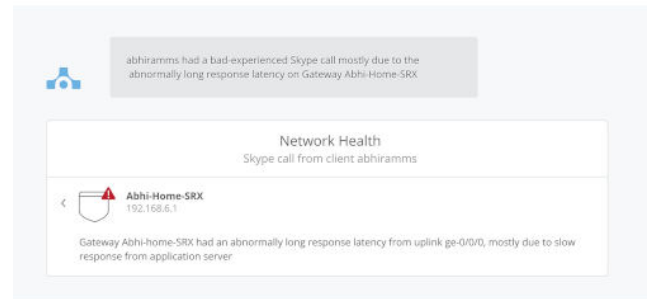 abhiramms had a bad-experienced Skype call mostly due to the
abnormally long response latency on Gateway Abhi-Home-SRX
Network Health
Skype call from client abhiramms
Abhi-Home-SRX
192.168.6.1
Gateway Abhi-home-SRX had an abnormally long response latency from uplink ge-0/0/0, mostly due to slow
response from application server